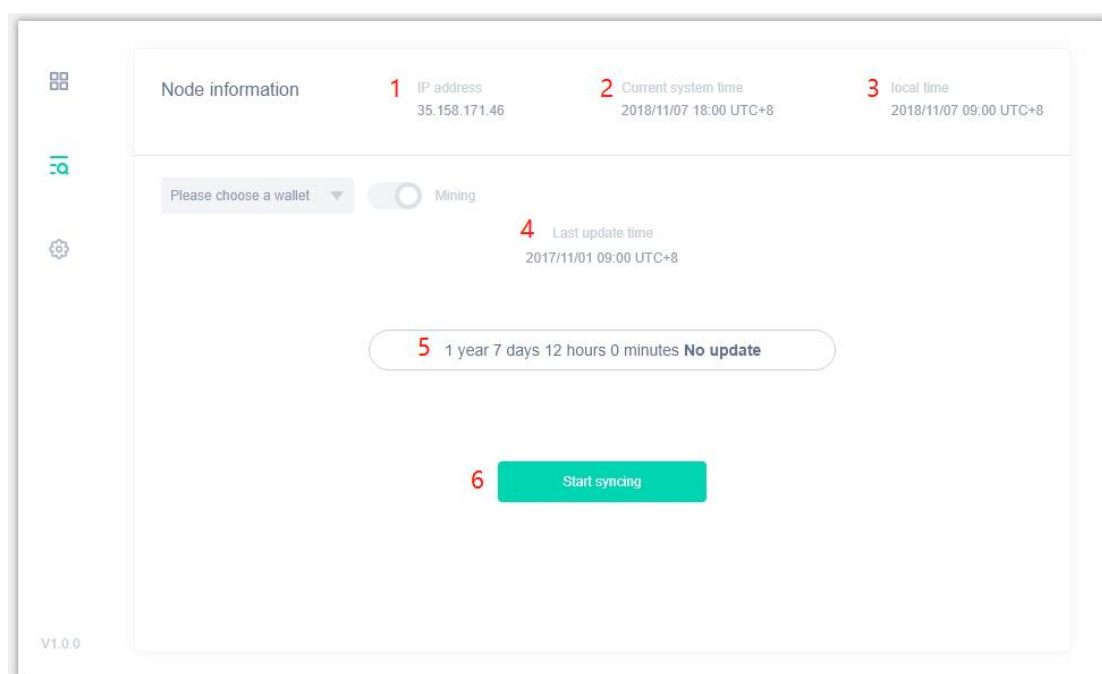 Node information
1 IP address
35.158.171.46
2 Current system time
2018/11/07 18:00 UTC+8
3 local time
2018/11/07 09:00 UTC+8
Please choose a wallet
Mining
4 Last update time
2017/11/01 09:00 UTC+8
5 1 year 7 days 12 hours 0 minutes No update
6 Start syncing
V1.0.0